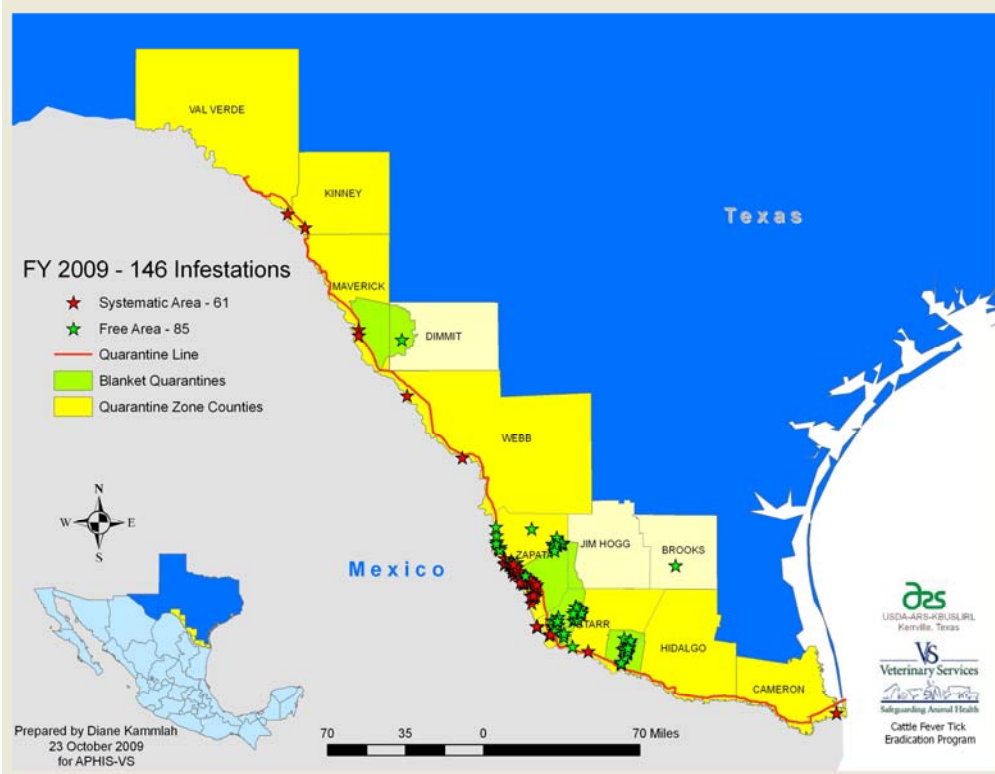 VAL VERDE
KINNEY
Texas
FY 2009 - 146 Infestations
MAVERICK
Systematic Area - 61
Free Area - 85
DIMMIT
Quarantine Line
Blanket Quarantines
Quarantine Zone Counties
WEBB
N
W E
S
JIM HOGG
BROOKS
ZAPATA
Mexico
STARR
HIDALGO
CAMERON
ars
USDA-ARS-KBUSLIRL
Kerrville, Texas
VS
Veterinary Services
Safeguarding Animal Health
Cattle Fever Tick
Eradication Program
Prepared by Diane Kammlah
23 October 2009
for APHIS-VS
70 35 0 70 Miles